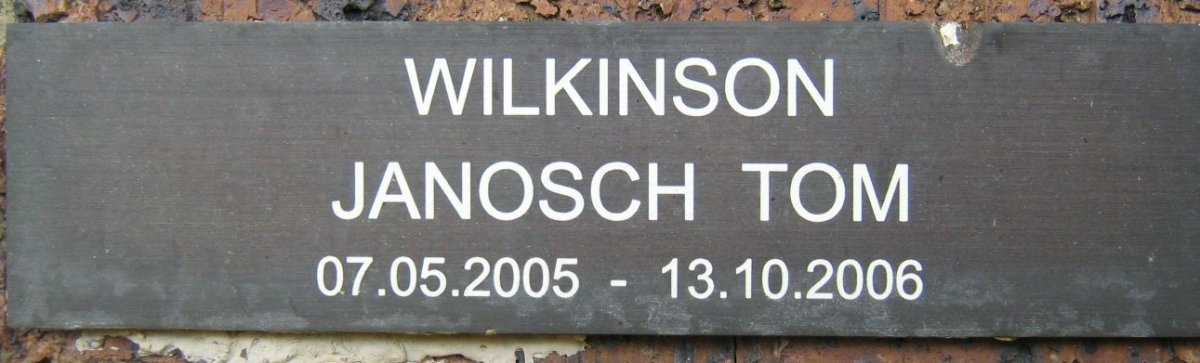 WILKINSON
JANOSCH TOM
07.05.2005 - 13.10.2006